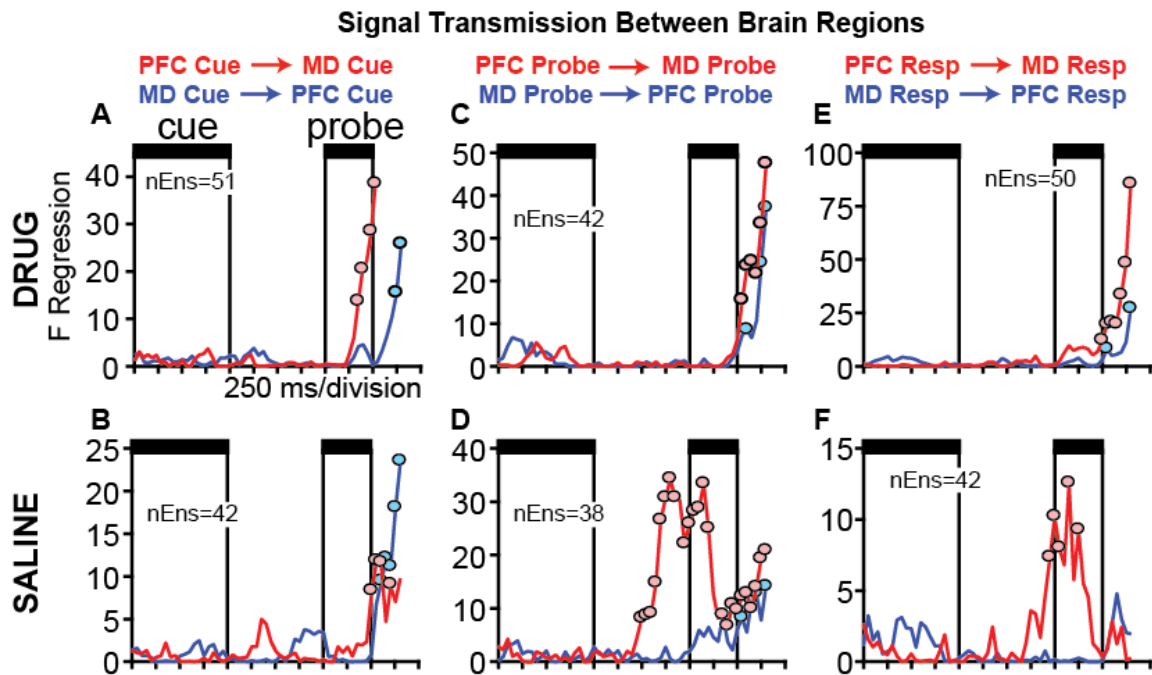 Signal Transmission Between Brain Regions
PFC Cue → MD Cue
MD Cue → PFC Cue
PFC Probe → MD Probe
MD Probe → PFC Probe
PFC Resp → MD Resp
MD Resp → PFC Resp
A
cue
probe
DRUG
F Regression
40
30
20
10
0
nEns=51
250 ms/division
C
50
40
30
20
10
0
nEns=42
E
100
75
50
25
0
nEns=50
B
SALINE
25
20
15
10
5
0
nEns=42
D
40
30
20
10
0
nEns=38
F
15
10
5
0
nEns=42